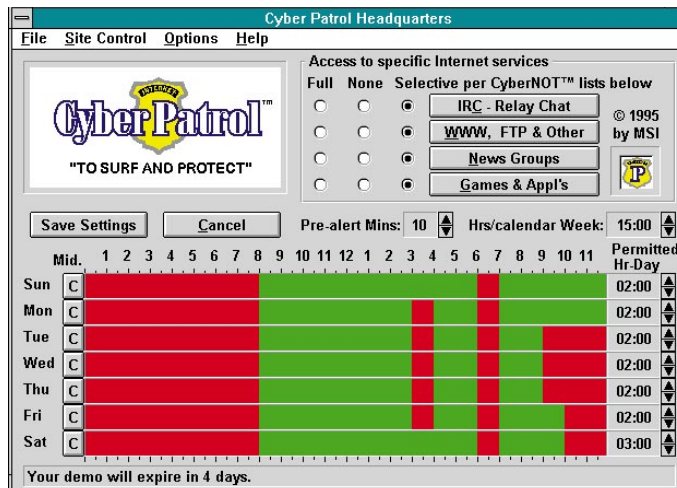 Cyber Patrol Headquarters
File Site Control Options Help
INTERNET
Cyber Patrol™
"TO SURF AND PROTECT"
Access to specific Internet services
Full None Selective per CyberNOT™ lists below
IRC - Relay Chat
WWW, FTP & Other
News Groups
Games & Appl's
© 1995
by MSI
P
Save Settings Cancel Pre-alert Mins: 10 Hrs/calendar Week: 15:00
Mid. 1 2 3 4 5 6 7 8 9 10 11 12 1 2 3 4 5 6 7 8 9 10 11 Permitted
Hr-Day
Sun C 02:00
Mon C 02:00
Tue C 02:00
Wed C 02:00
Thu C 02:00
Fri C 02:00
Sat C 03:00
Your demo will expire in 4 days.